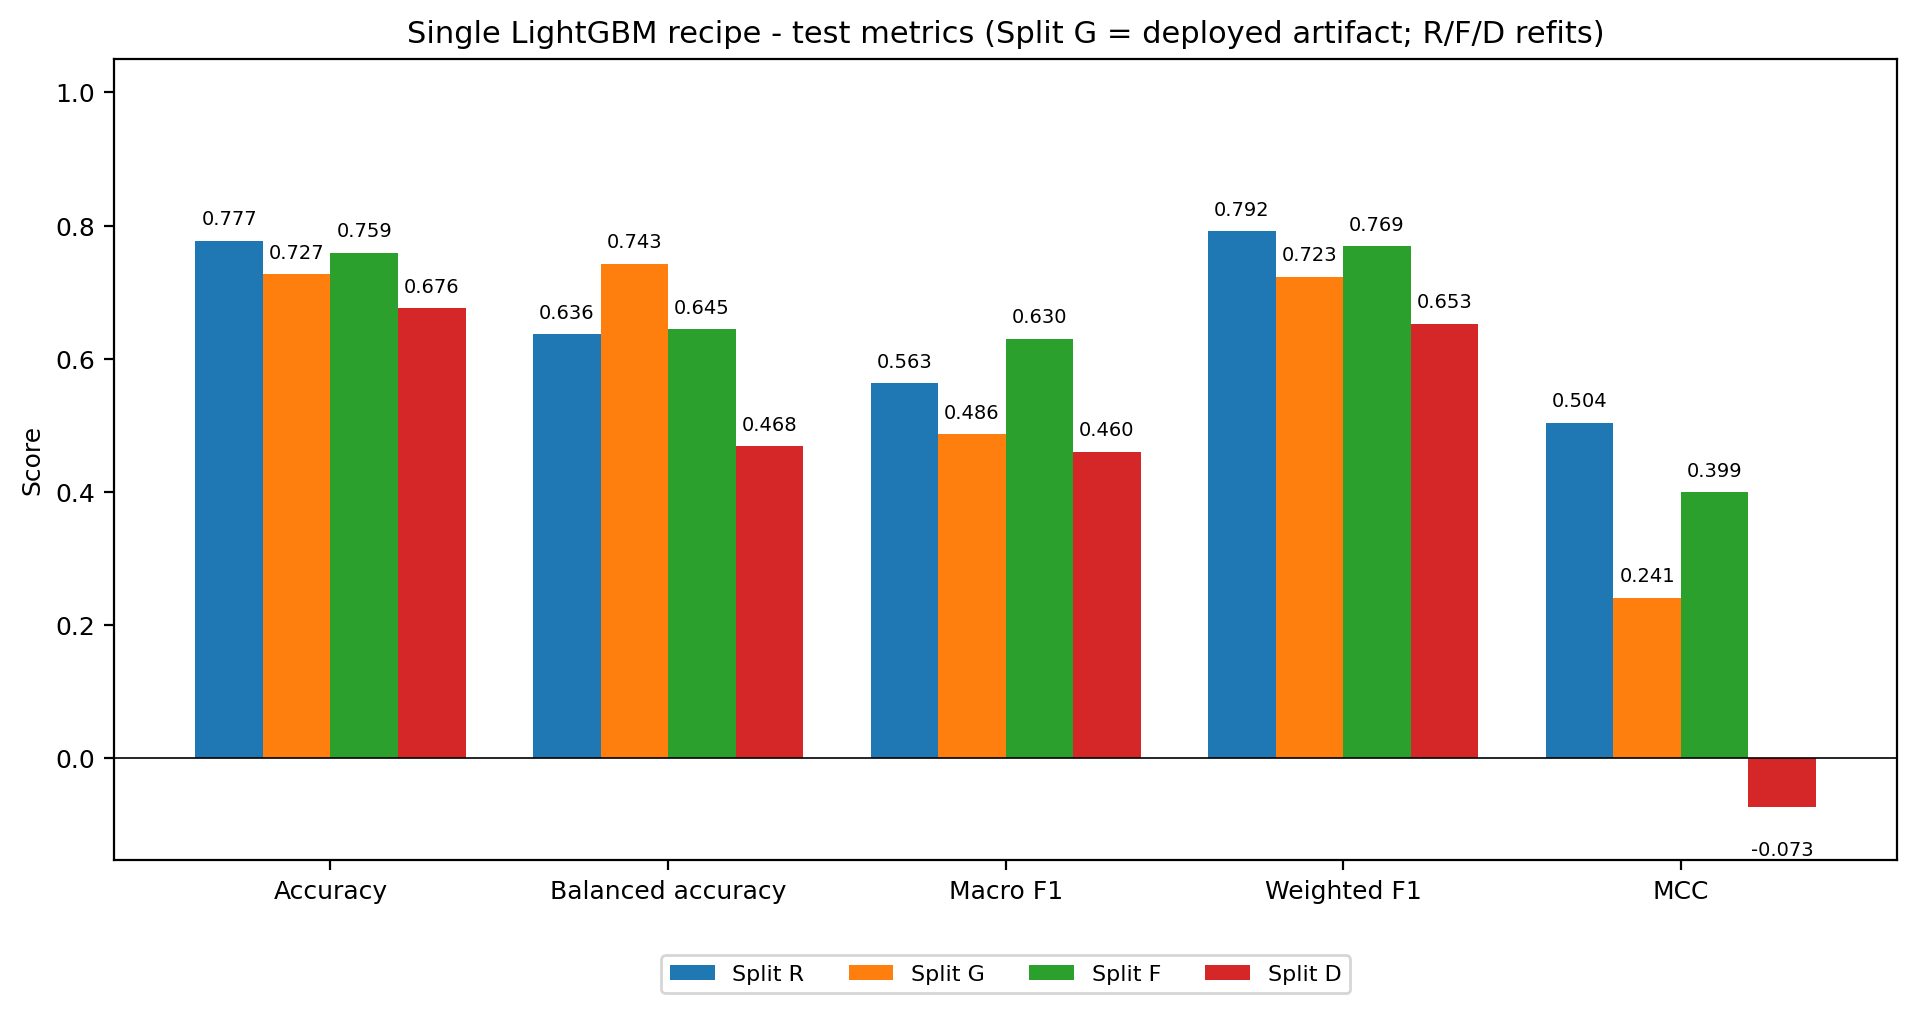 Single LightGBM recipe - test metrics (Split G = deployed artifact; R/F/D refits)
Score
1.0
0.8
0.6
0.4
0.2
0.0
0.777
0.727
0.759
0.676
0.636
0.743
0.645
0.468
0.563
0.486
0.630
0.460
0.792
0.723
0.769
0.653
0.504
0.241
0.399
-0.073
Accuracy
Balanced accuracy
Macro F1
Weighted F1
MCC
Split R
Split G
Split F
Split D